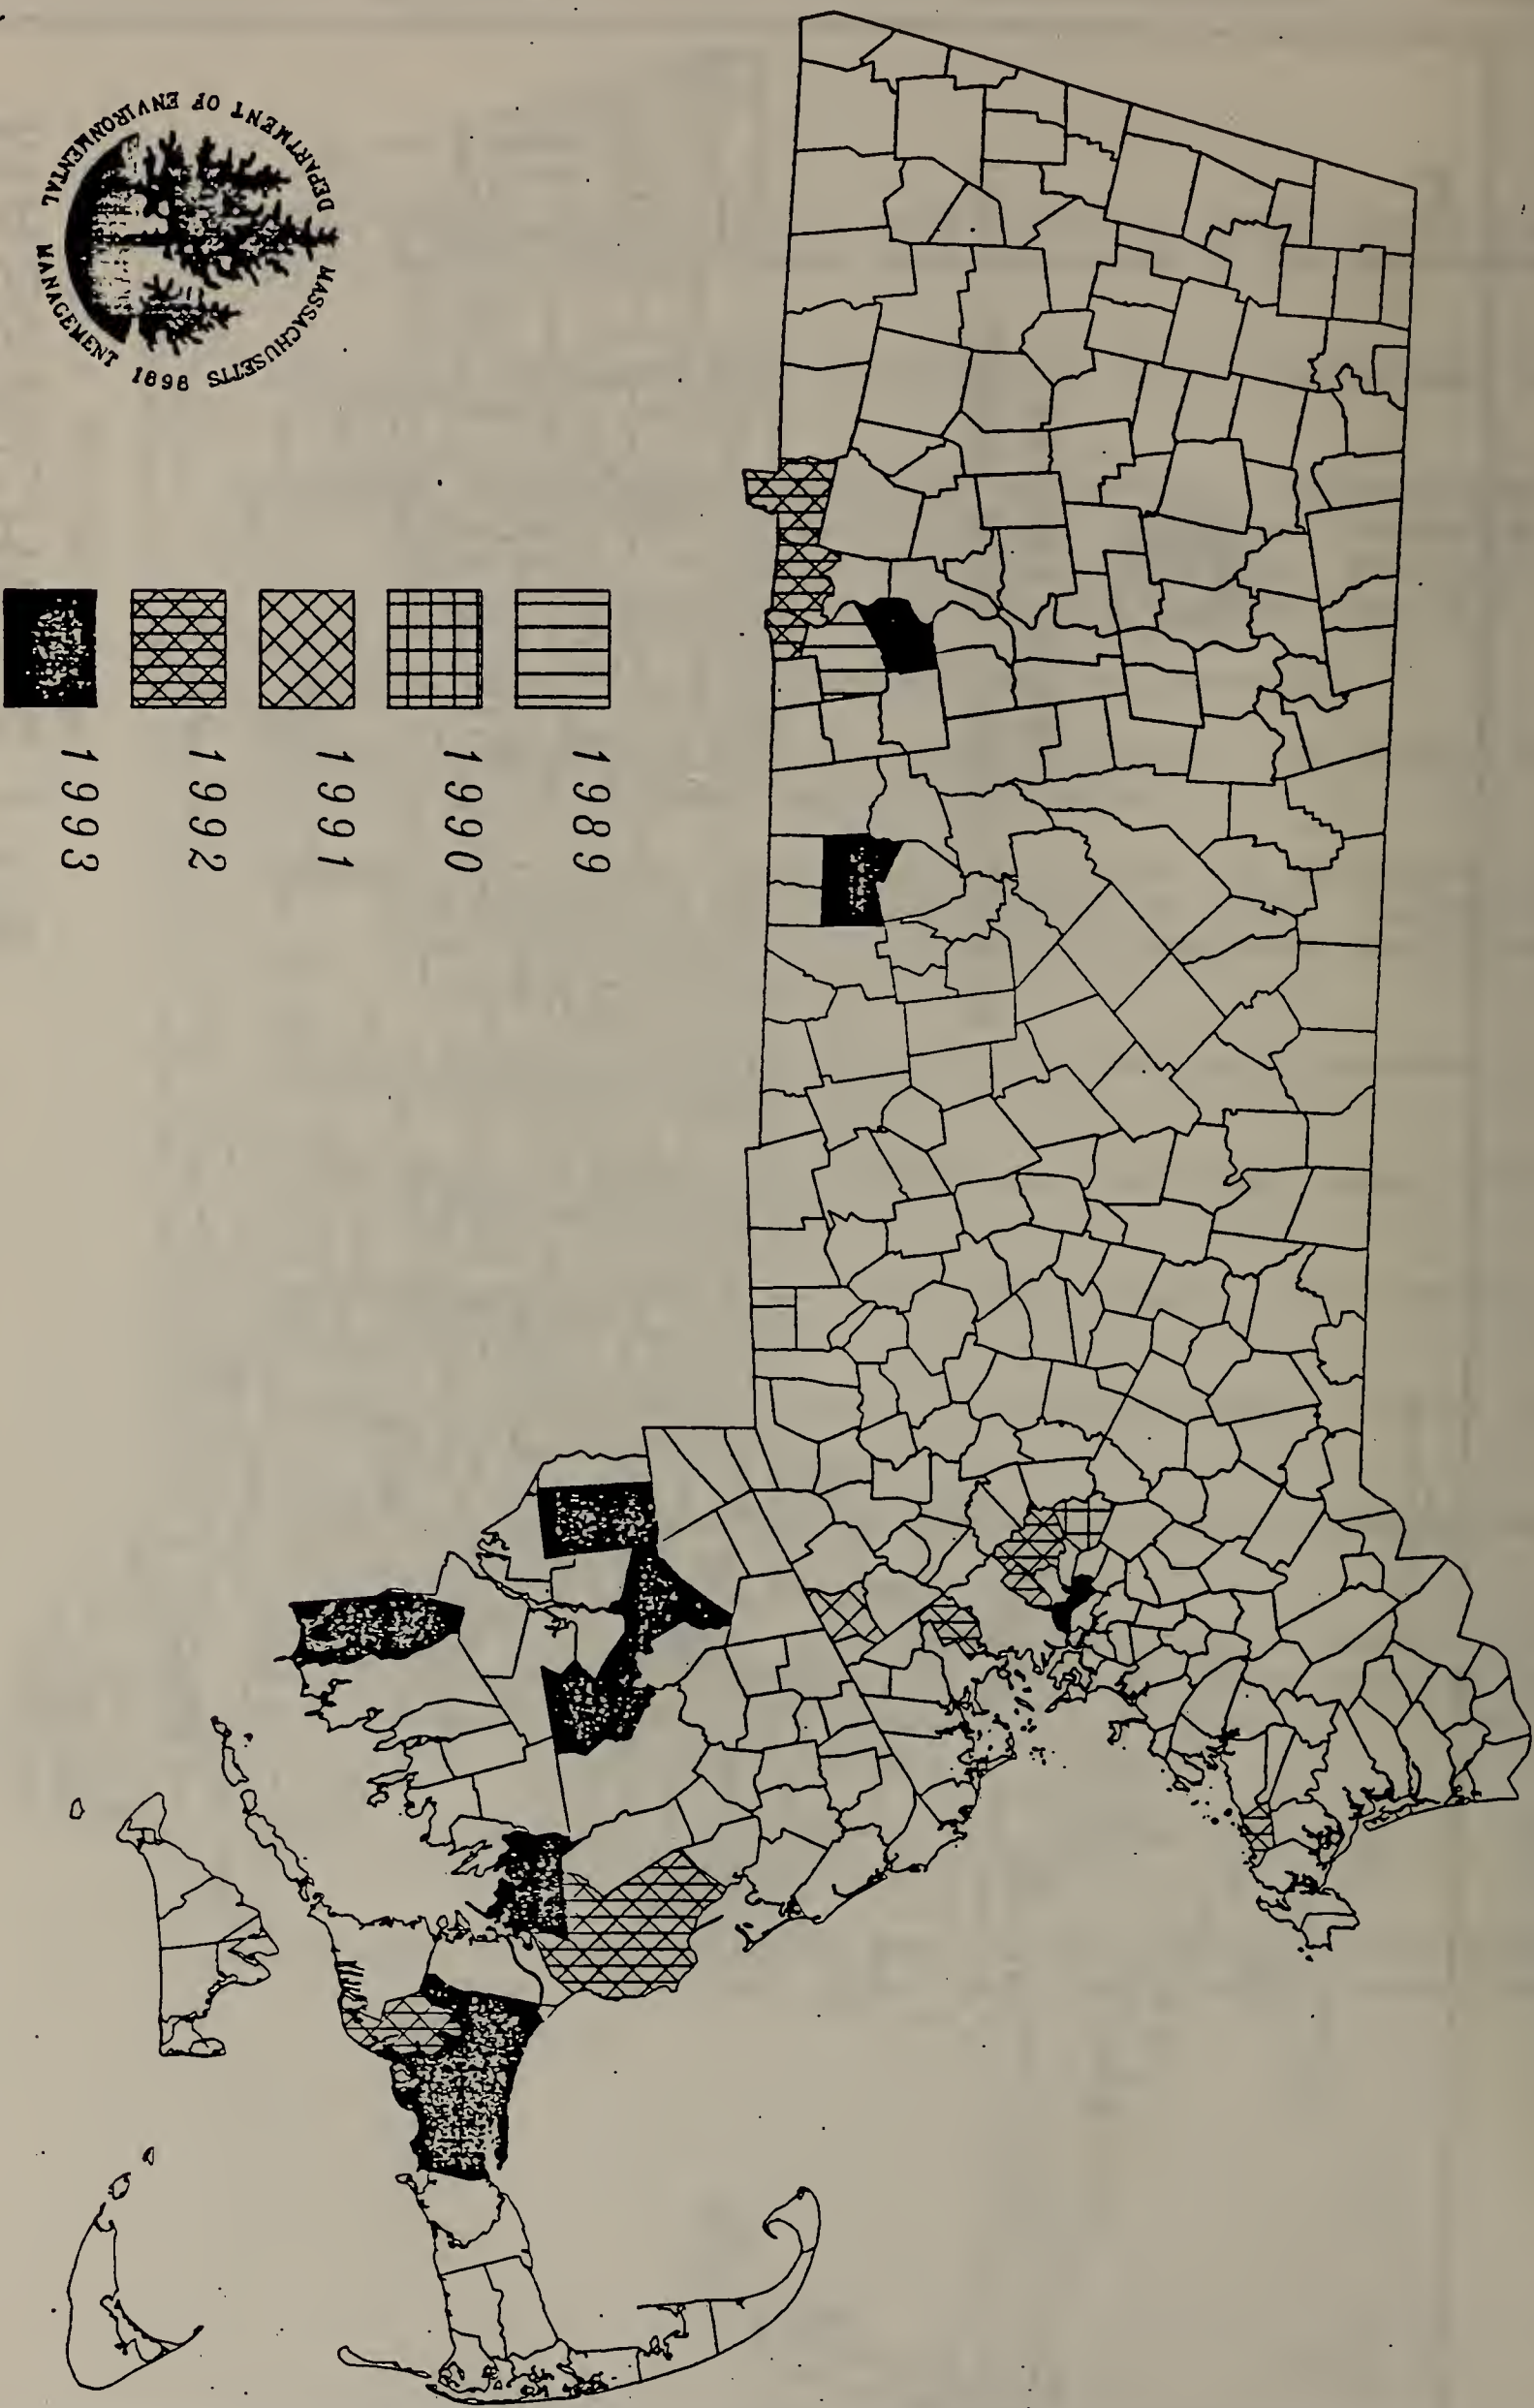 DEPARTMENT OF ENVIRONMENTAL
MANAGEMENT 1898 MASSACHUSETTS
1989
1990
1991
1992
1993